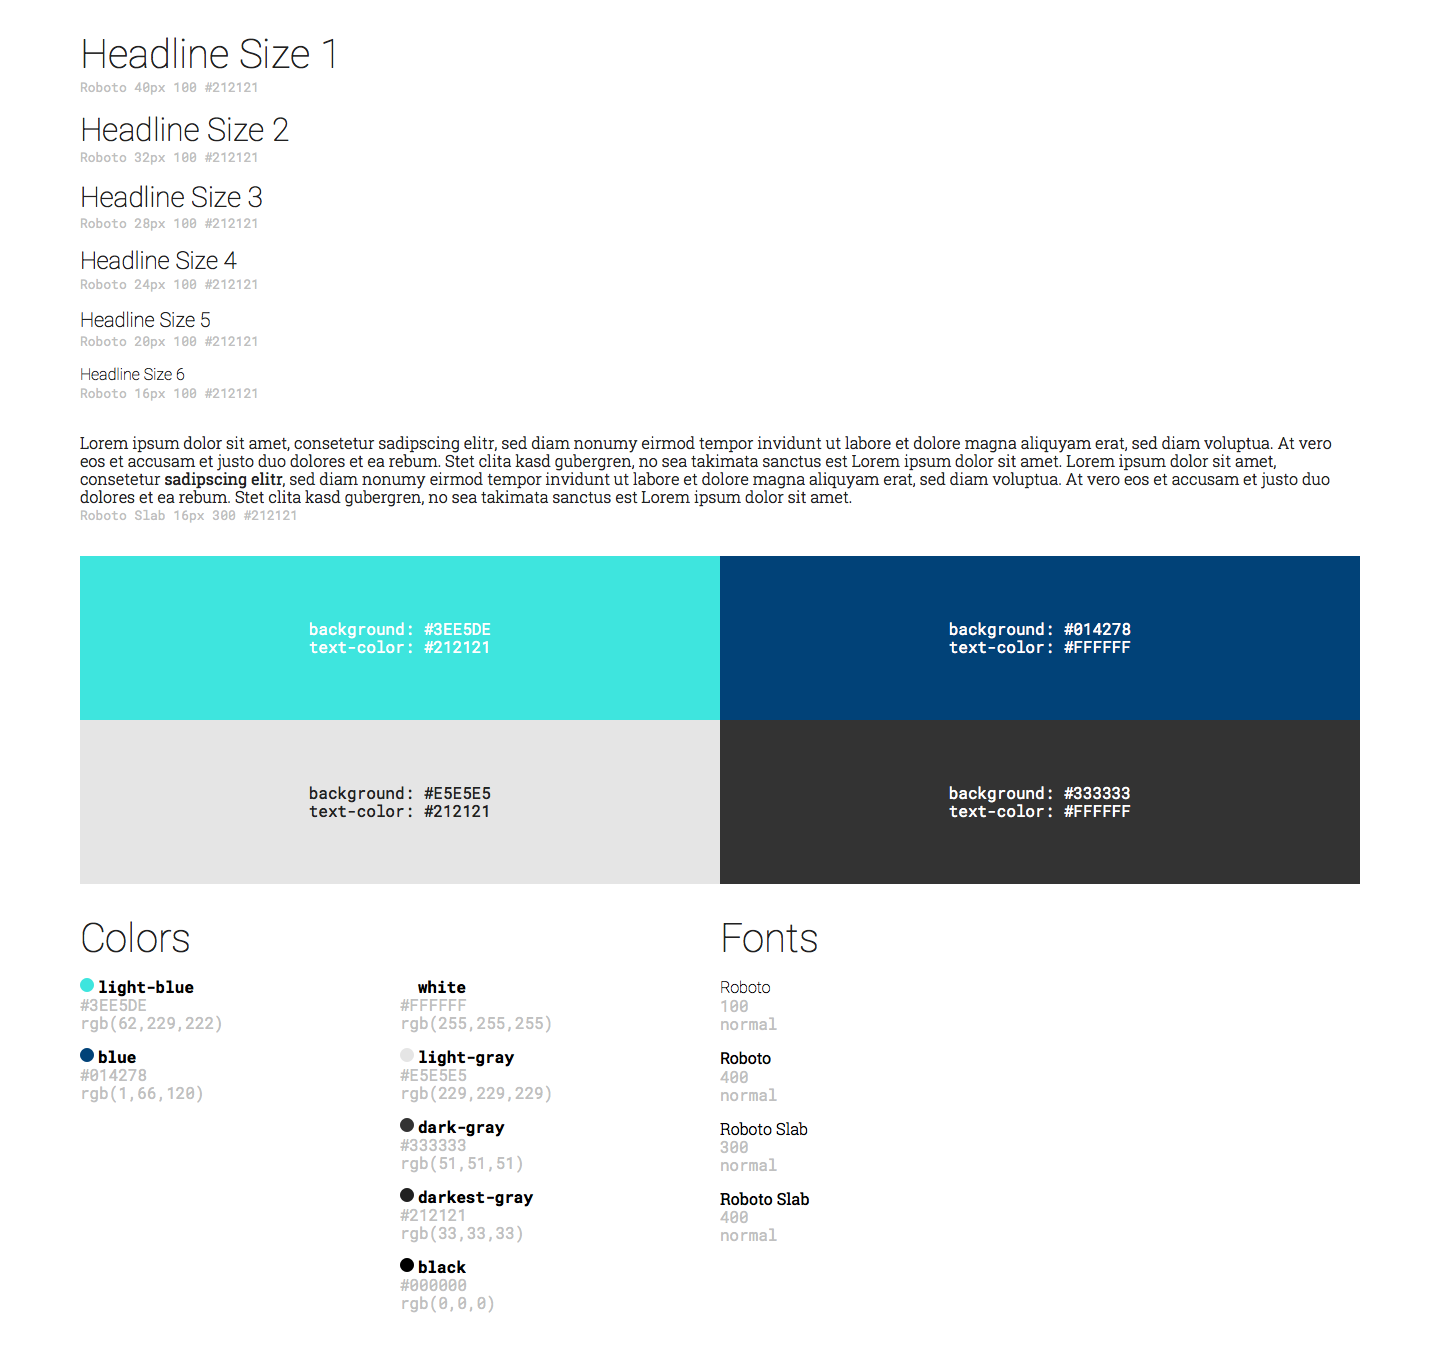 Headline Size 1
Roboto 40px 100 #212121
Headline Size 2
Roboto 32px 100 #212121
Headline Size 3
Roboto 28px 100 #212121
Headline Size 4
Roboto 24px 100 #212121
Headline Size 5
Roboto 20px 100 #212121
Headline Size 6
Roboto 16px 100 #212121
Lorem ipsum dolor sit amet, consetetur sadipscing elitr, sed diam nonumy eirmod tempor invidunt ut labore et dolore magna aliquyam erat, sed diam voluptua. At vero
eos et accusam et justo duo dolores et ea rebum. Stet clita kasd gubergren, no sea takimata sanctus est Lorem ipsum dolor sit amet. Lorem ipsum dolor sit amet,
consetetur sadipscing elitr, sed diam nonumy eirmod tempor invidunt ut labore et dolore magna aliquyam erat, sed diam voluptua. At vero eos et accusam et justo duo
dolores et ea rebum. Stet clita kasd gubergren, no sea takimata sanctus est Lorem ipsum dolor sit amet.
Roboto Slab 16px 300 #212121
background: #3EE5DE
text-color: #212121
background: #014278
text-color: #FFFFFF
background: #E5E5E5
text-color: #212121
background: #333333
text-color: #FFFFFF
Colors
light-blue
#3EE5DE
rgb(62,229,222)
blue
#014278
rgb(1,66,120)
white
#FFFFFF
rgb(255,255,255)
light-gray
#E5E5E5
rgb(229,229,229)
dark-gray
#333333
rgb(51,51,51)
darkest-gray
#212121
rgb(33,33,33)
black
#000000
rgb(0,0,0)
Fonts
Roboto
100
normal
Roboto
400
normal
Roboto Slab
300
normal
Roboto Slab
400
normal